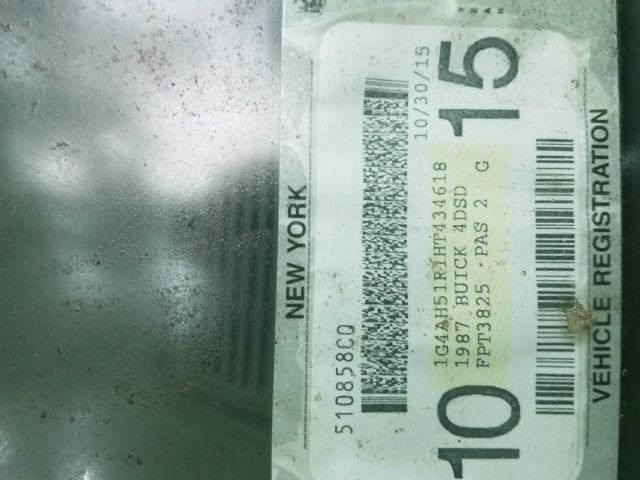 NEW YORK
510858CQ
10/30/15
1G4AH51R1HT434618
1987 BUICK 4DSD
FPT3825 PAS 2 G
10 15
VEHICLE REGISTRATION